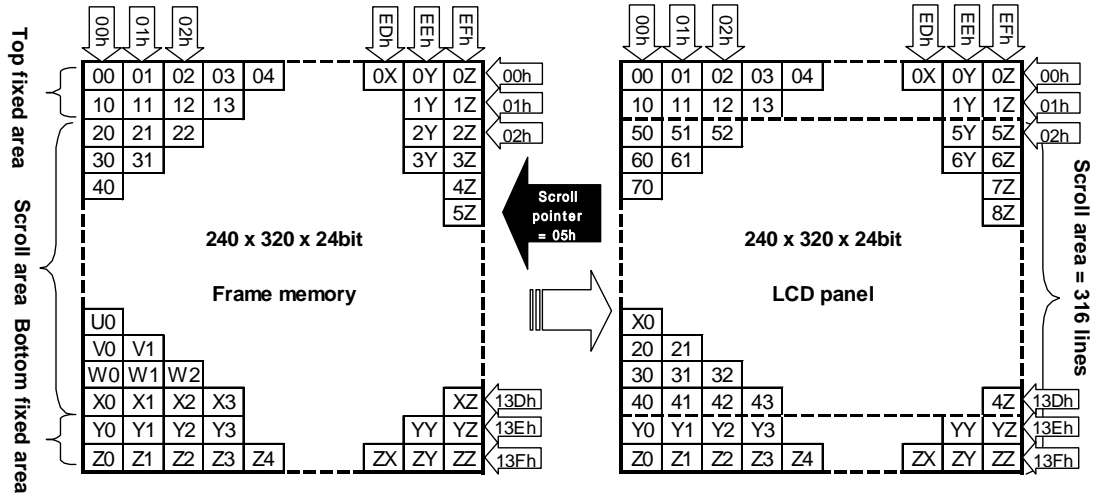 00h 01h 02h EDh EEh EFh
00 01 02 03 04 0X 0Y 0Z 00h
10 11 12 13 1Y 1Z 01h
20 21 22 2Y 2Z 02h
30 31 3Y 3Z
40 4Z
5Z
240 x 320 x 24bit
Frame memory
U0
V0 V1
W0 W1 W2
X0 X1 X2 X3 XZ 13Dh
Y0 Y1 Y2 Y3 YY YZ 13Eh
Z0 Z1 Z2 Z3 Z4 ZX ZY ZZ 13Fh
Top fixed area
Scroll area
Bottom fixed area
Scroll
pointer
= 05h
00h 01h 02h EDh EEh EFh
00 01 02 03 04 0X 0Y 0Z 00h
10 11 12 13 1Y 1Z 01h
50 51 52 5Y 5Z 02h
60 61 6Y 6Z
70 7Z
8Z
240 x 320 x 24bit
LCD panel
X0
20 21
30 31 32
40 41 42 43 4Z 13Dh
Y0 Y1 Y2 Y3 YY YZ 13Eh
Z0 Z1 Z2 Z3 Z4 ZX ZY ZZ 13Fh
Scroll area = 316 lines